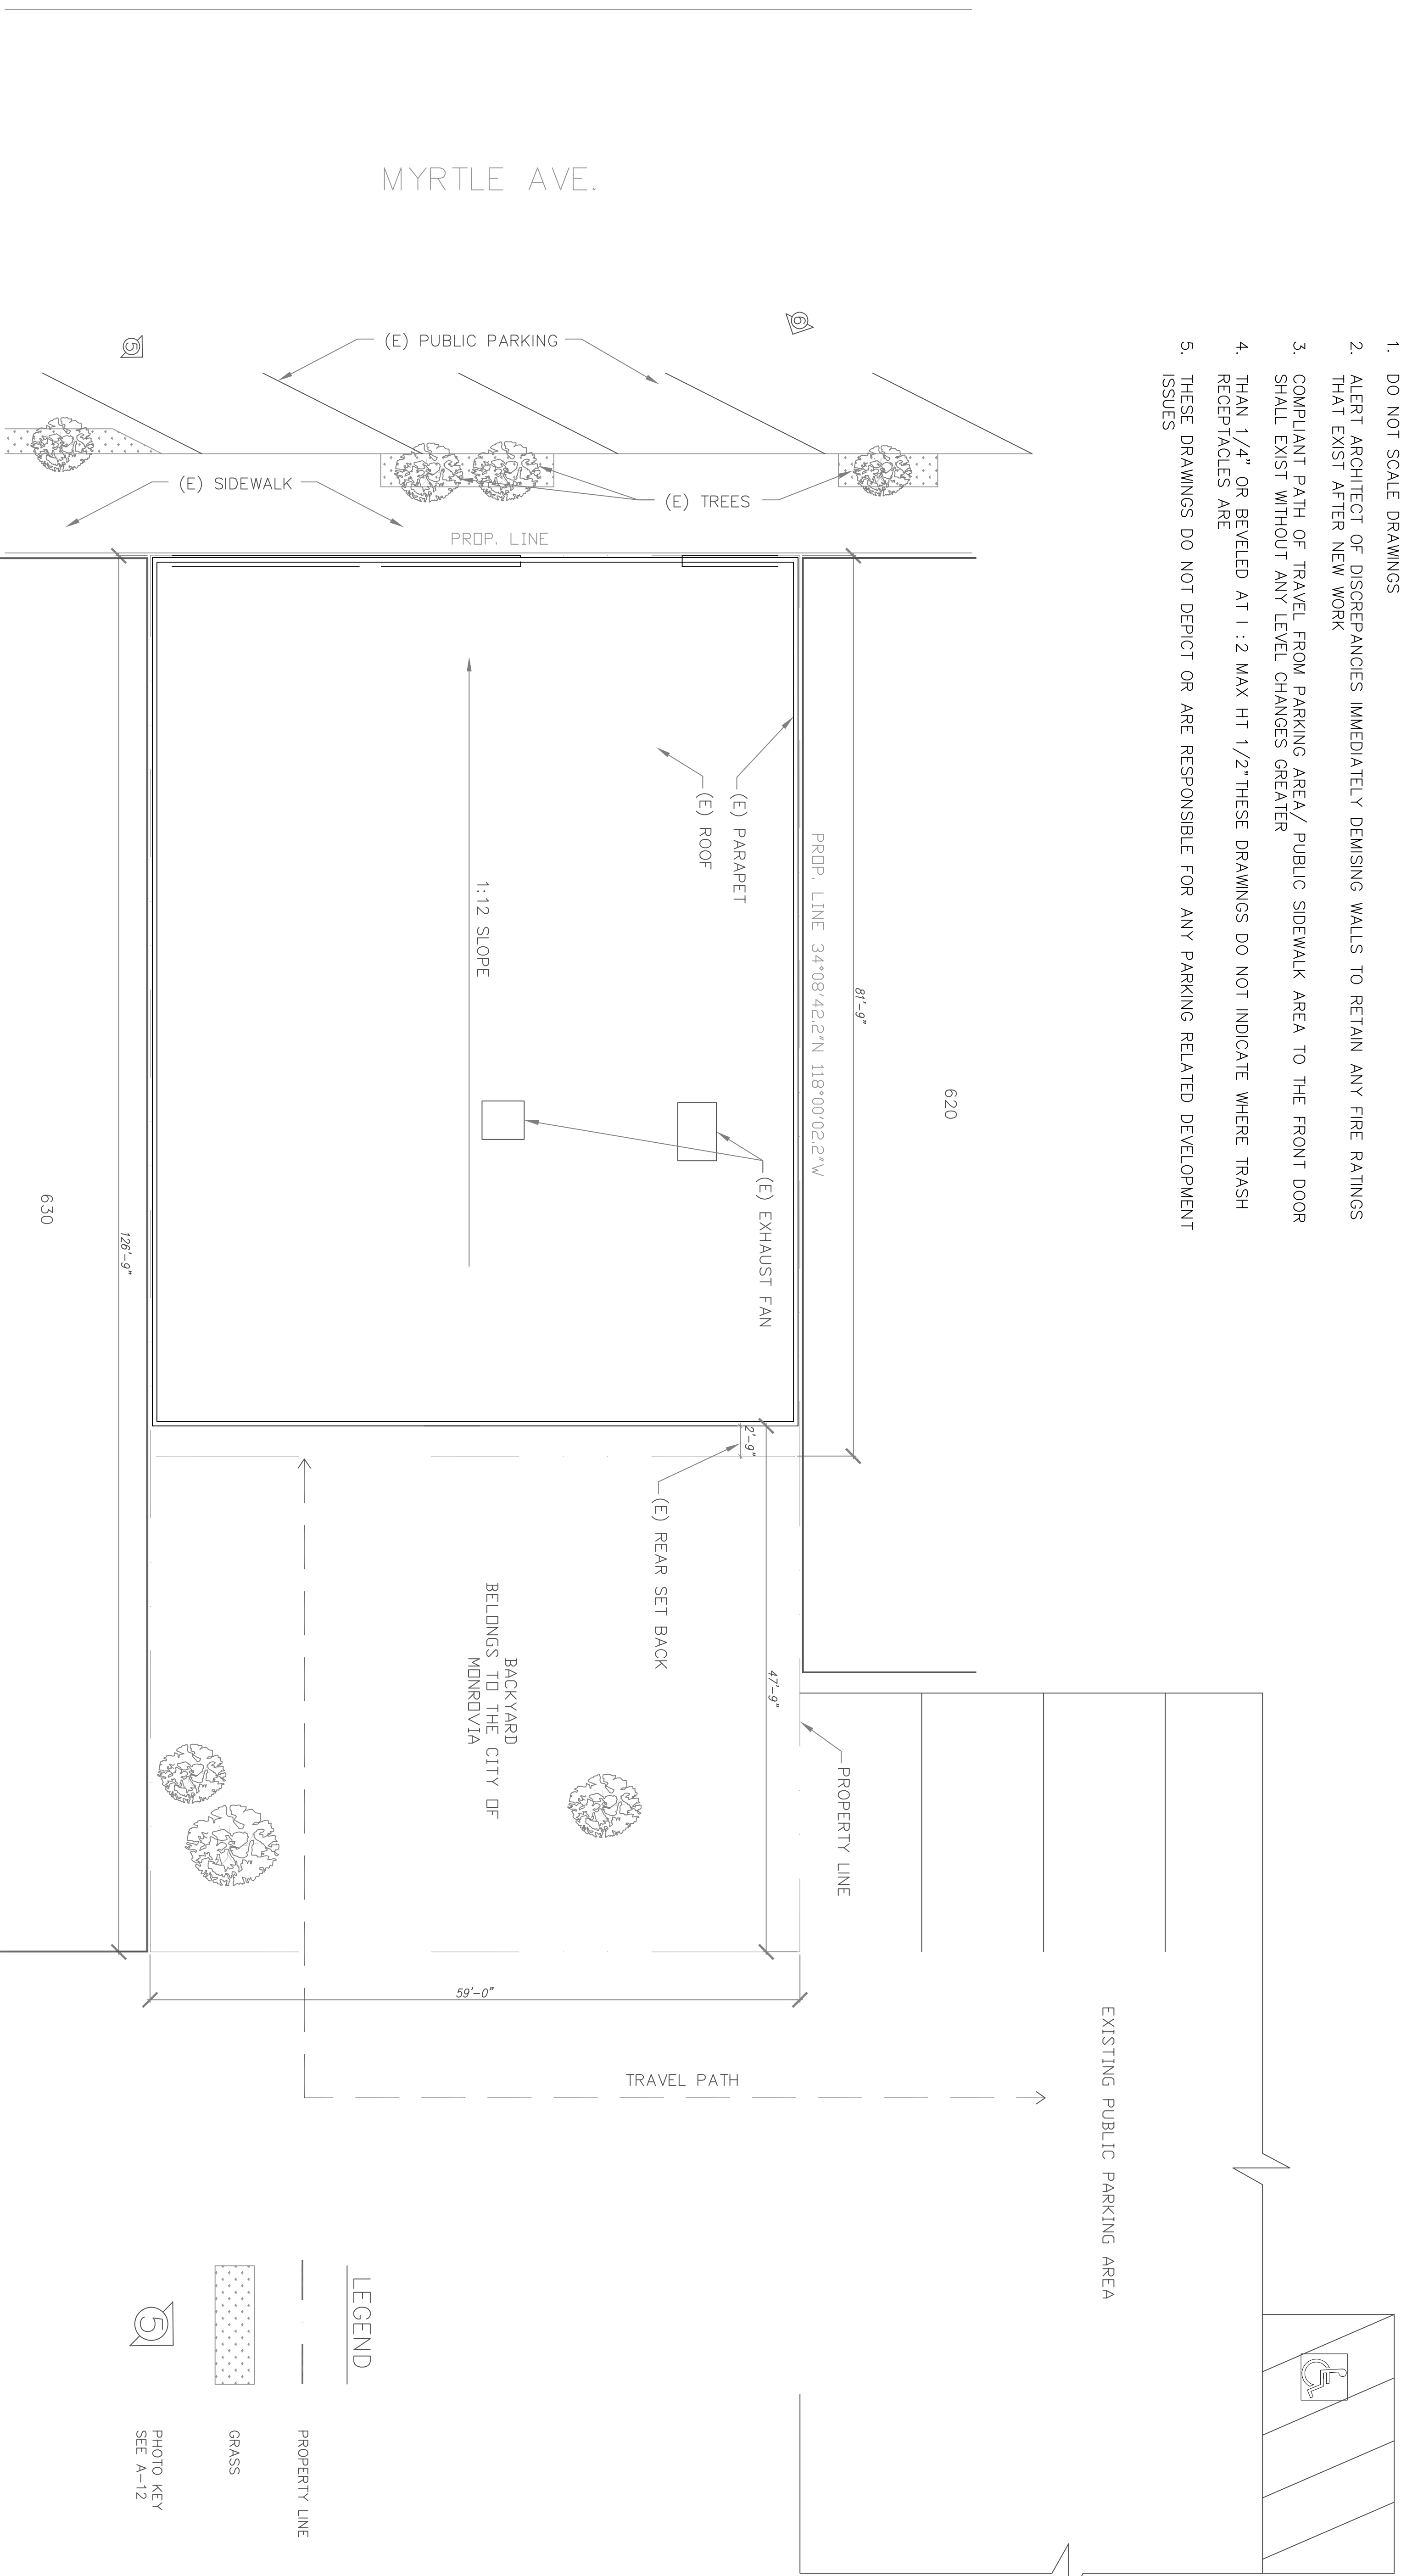 1. DO NOT SCALE DRAWINGS
2. ALERT ARCHITECT OF DISCREPANCIES IMMEDIATELY DEMISING WALLS TO RETAIN ANY FIRE RATINGS
THAT EXIST AFTER NEW WORK
3. COMPLIANT PATH OF TRAVEL FROM PARKING AREA/ PUBLIC SIDEWALK AREA TO THE FRONT DOOR
SHALL EXIST WITHOUT ANY LEVEL CHANGES GREATER
4. THAN 1/4" OR BEVELED AT I :2 MAX HT 1/2"THESE DRAWINGS DO NOT INDICATE WHERE TRASH
RECEPTACLES ARE
5. THESE DRAWINGS DO NOT DEPICT OR ARE RESPONSIBLE FOR ANY PARKING RELATED DEVELOPMENT
ISSUES
MYRTLE AVE.
6
5
(E) PUBLIC PARKING
(E) SIDEWALK
(E) TREES
PROP. LINE
(E) PARAPET
(E) ROOF
PROP. LINE 34°08'42.2"N 118°00'02.2"W
81'-9"
620
1:12 SLOPE
(E) EXHAUST FAN
630
126'-9"
2'-9"
(E) REAR SET BACK
47'-9"
BACKYARD
BELONGS TO THE CITY OF
MONROVIA
PROPERTY LINE
59'-0"
TRAVEL PATH
EXISTING PUBLIC PARKING AREA
LEGEND
PROPERTY LINE
GRASS
5
PHOTO KEY
SEE A-12